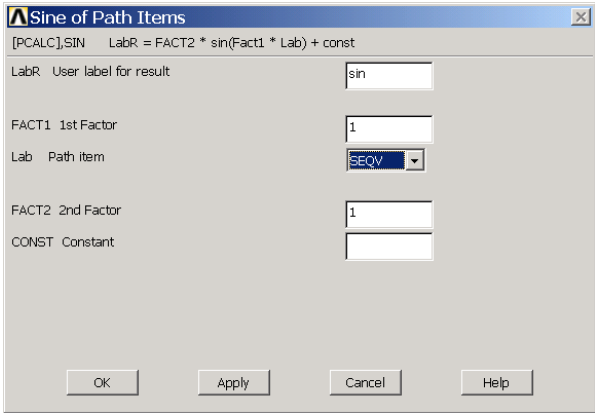 Sine of Path Items
[PCALC],SIN LabR = FACT2 * sin(Fact1 * Lab) + const
LabR User label for result sin
FACT1 1st Factor 1
Lab Path item SEQV
FACT2 2nd Factor 1
CONST Constant
OK Apply Cancel Help